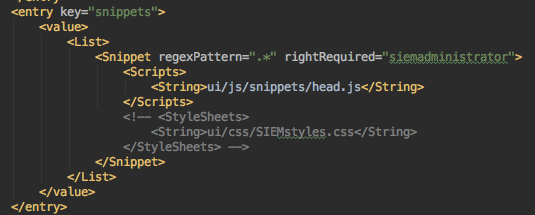 <entry key="snippets">
<value>
<List>
<Snippet regexPattern=".*" rightRequired="siemadministrator">
<Scripts>
<String>ui/js/snippets/head.js</String>
</Scripts>
<!-- <StyleSheets>
<String>ui/css/SIEMstyles.css</String>
</StyleSheets> -->
</Snippet>
</List>
</value>
</entry>